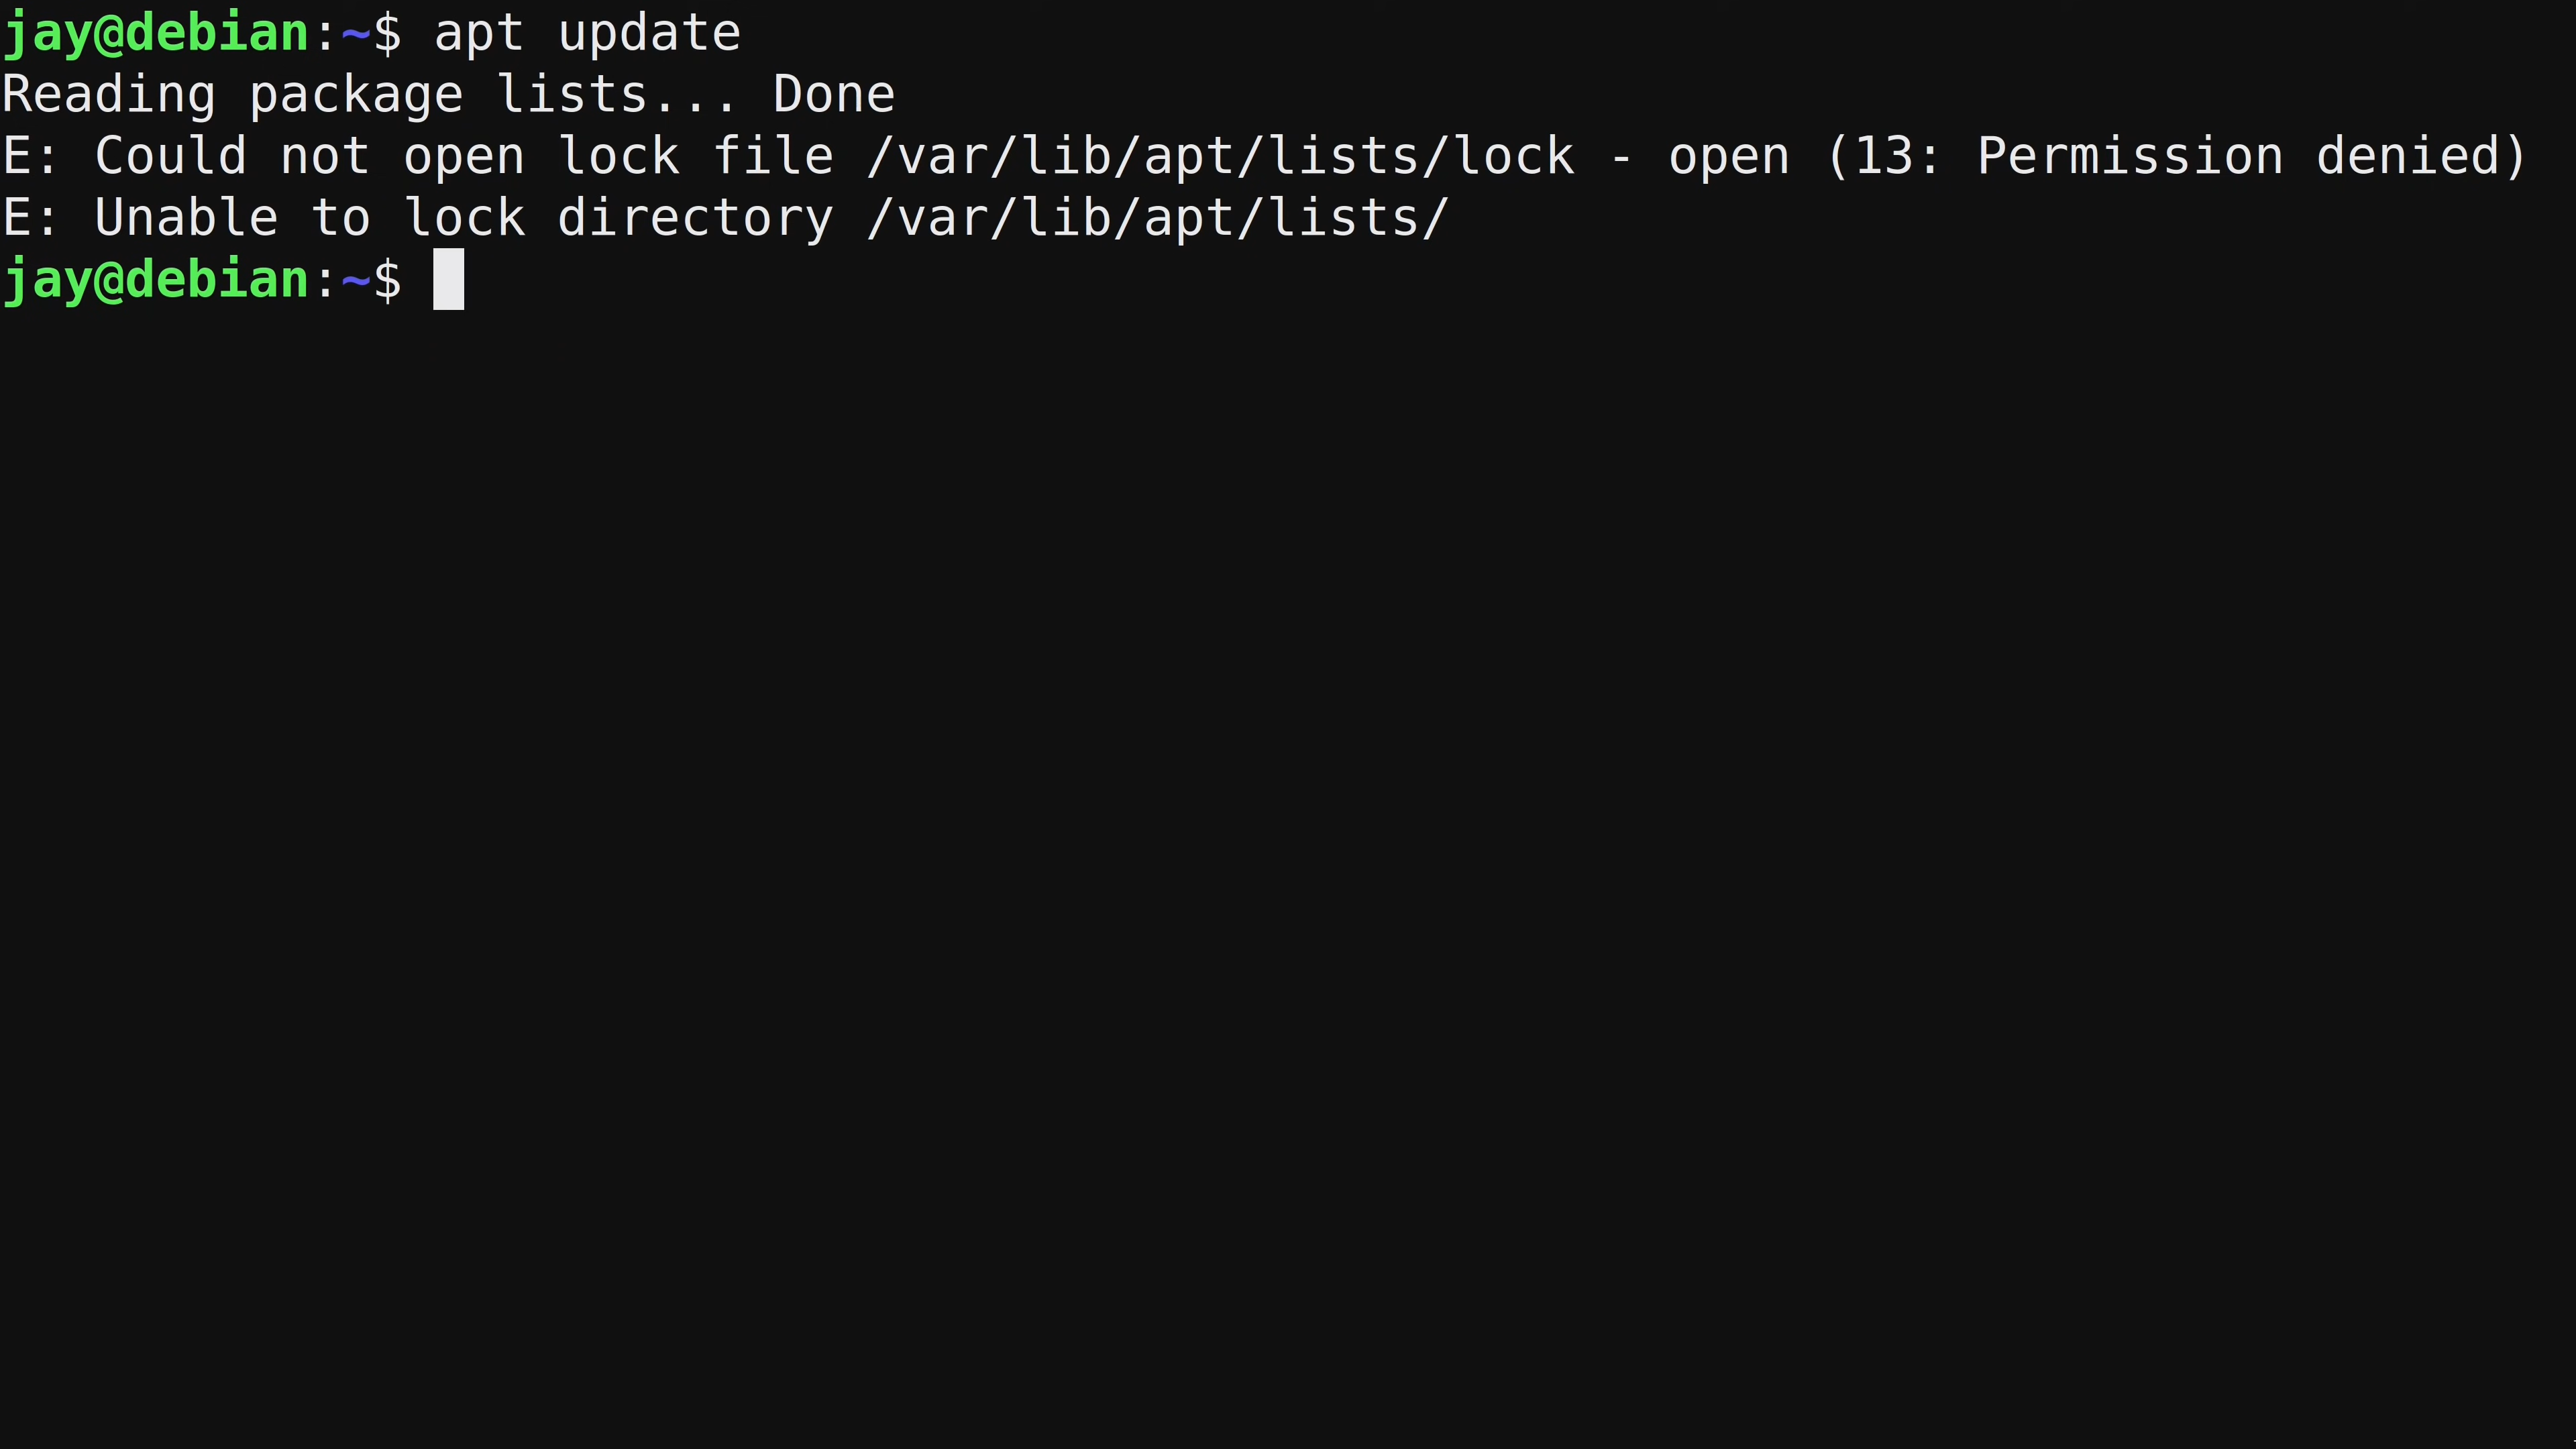 jay@debian:~$ apt update
Reading package lists... Done
E: Could not open lock file /var/lib/apt/lists/lock - open (13: Permission denied)
E: Unable to lock directory /var/lib/apt/lists/
jay@debian:~$